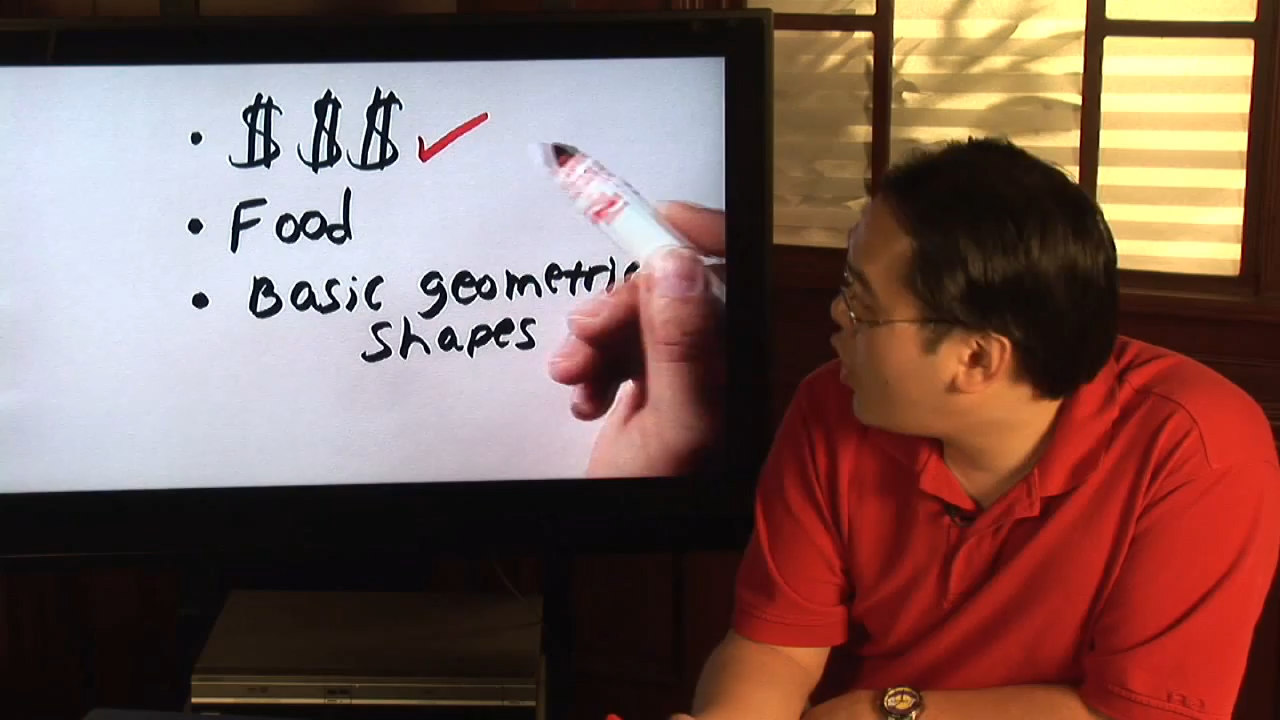 • $ $ $ ✓
• Food
• Basic geometric
shapes